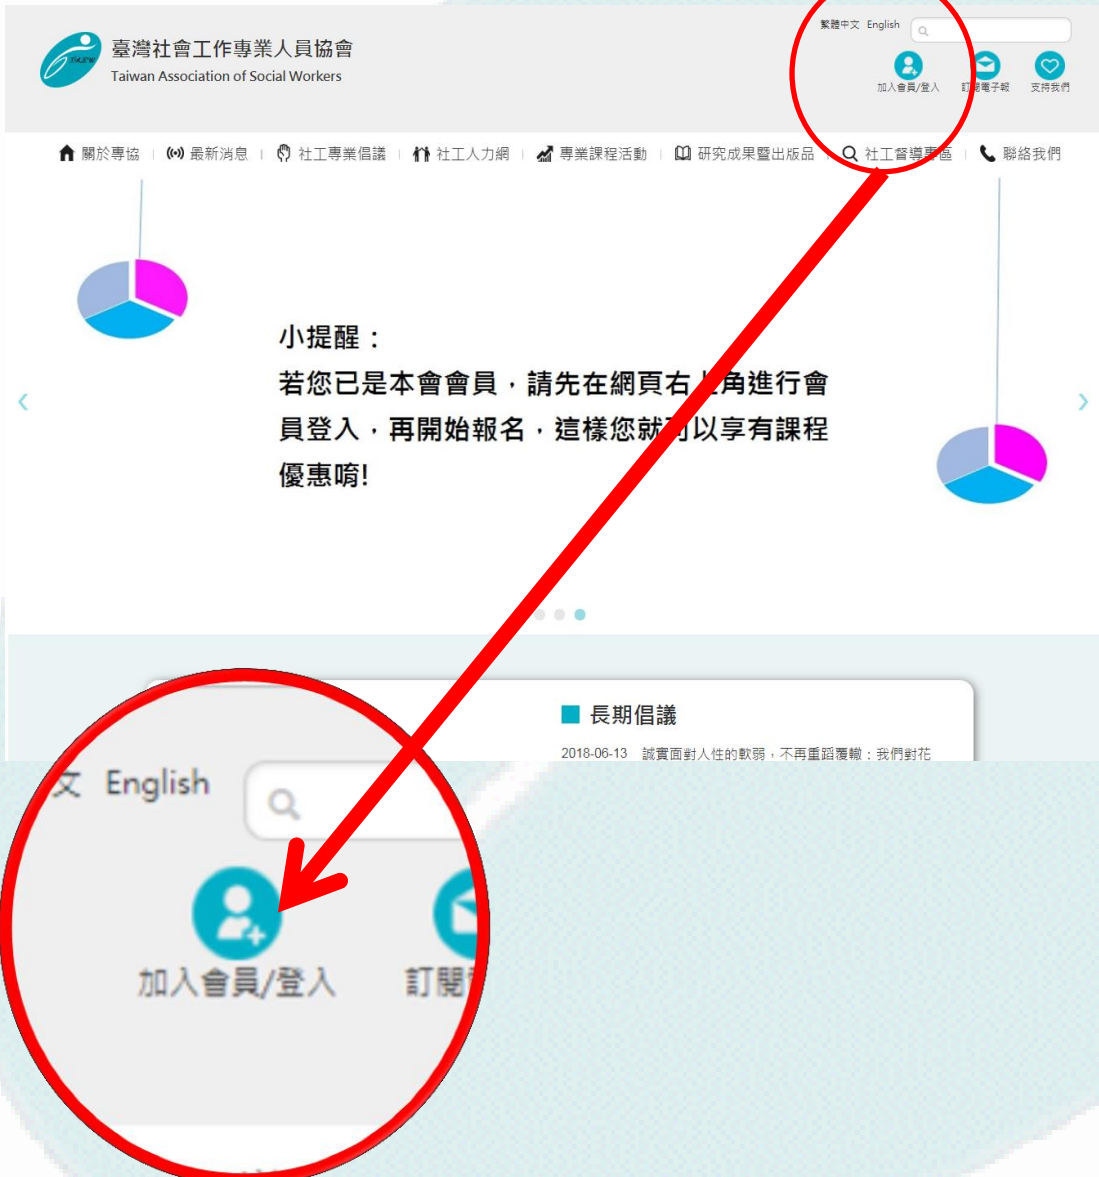 繁體中文 English
臺灣社會工作專業人員協會
Taiwan Association of Social Workers
加入會員/登入 訂閱電子報 支持我們
關於專協 最新消息 社工專業倡議 社工人力網 專業課程活動 研究成果暨出版品 社工督導專區 聯絡我們
小提醒：
若您已是本會會員，請先在網頁右上角進行會
員登入，再開始報名，這樣您就可以享有課程
優惠唷!
長期倡議
2018-06-13 誠實面對人性的軟弱，不再重蹈覆轍：我們對花
文 English
加入會員/登入 訂閱